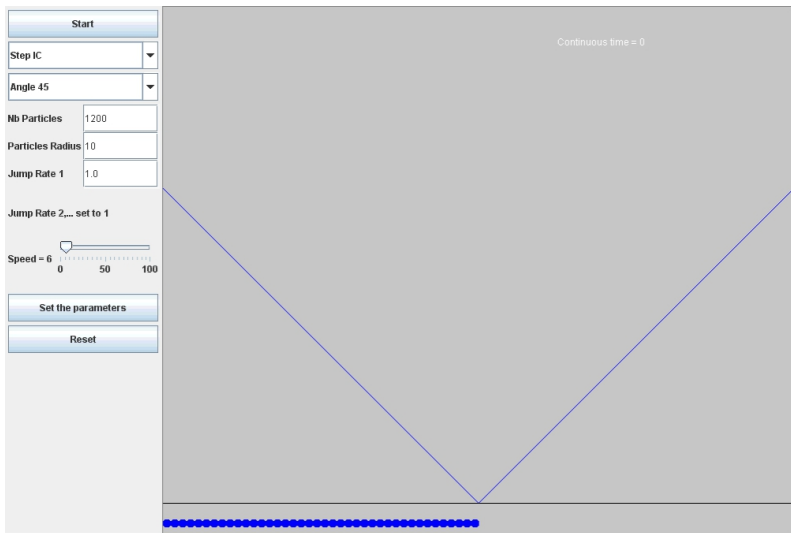 Start
Continuous time = 0
Step IC
Angle 45
Nb Particles 1200
Particles Radius 10
Jump Rate 1 1.0
Jump Rate 2,... set to 1
Speed = 6
0 50 100
Set the parameters
Reset